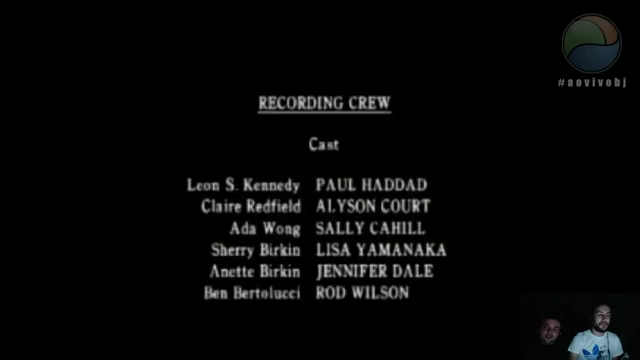 #aovivobj
RECORDING CREW
Cast
Leon S. Kennedy PAUL HADDAD
Claire Redfield ALYSON COURT
Ada Wong SALLY CAHILL
Sherry Birkin LISA YAMANAKA
Anette Birkin JENNIFER DALE
Ben Bertolucci ROD WILSON